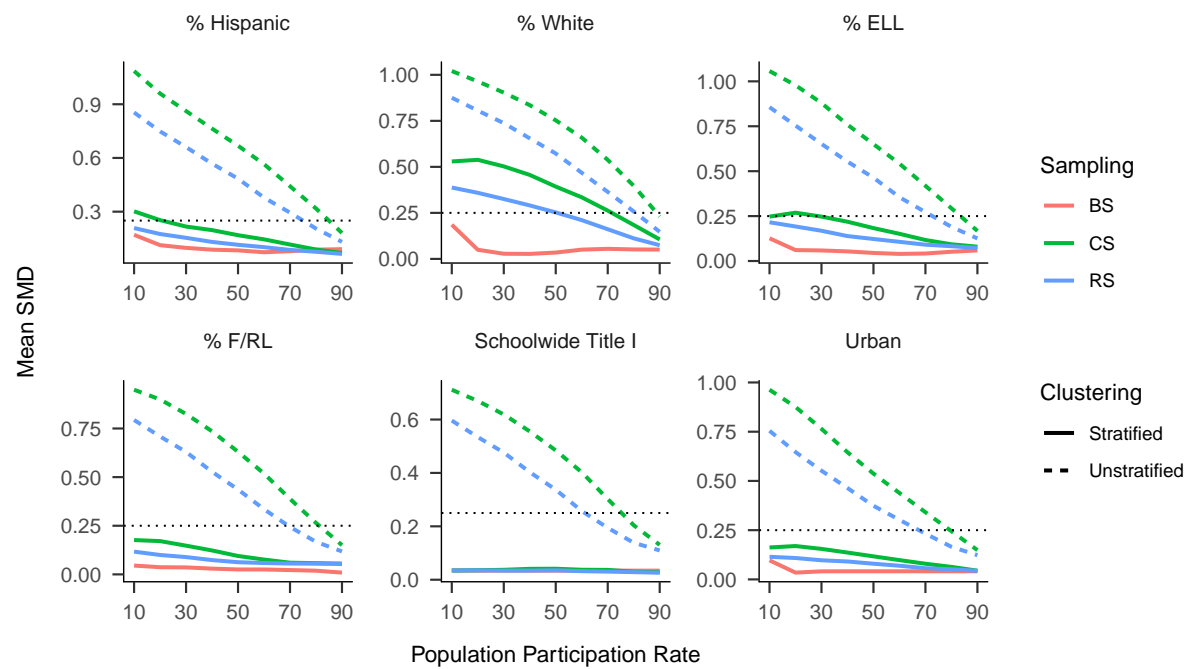 % Hispanic
% White
% ELL
0.9
0.6
0.3
10 30 50 70 90
1.00
0.75
0.50
0.25
0.00
10 30 50 70 90
1.00
0.75
0.50
0.25
0.00
10 30 50 70 90
% F/RL
Schoolwide Title I
Urban
0.75
0.50
0.25
0.00
10 30 50 70 90
0.6
0.4
0.2
0.0
10 30 50 70 90
1.00
0.75
0.50
0.25
0.00
10 30 50 70 90
Mean SMD
Population Participation Rate
Sampling
BS
CS
RS
Clustering
Stratified
Unstratified